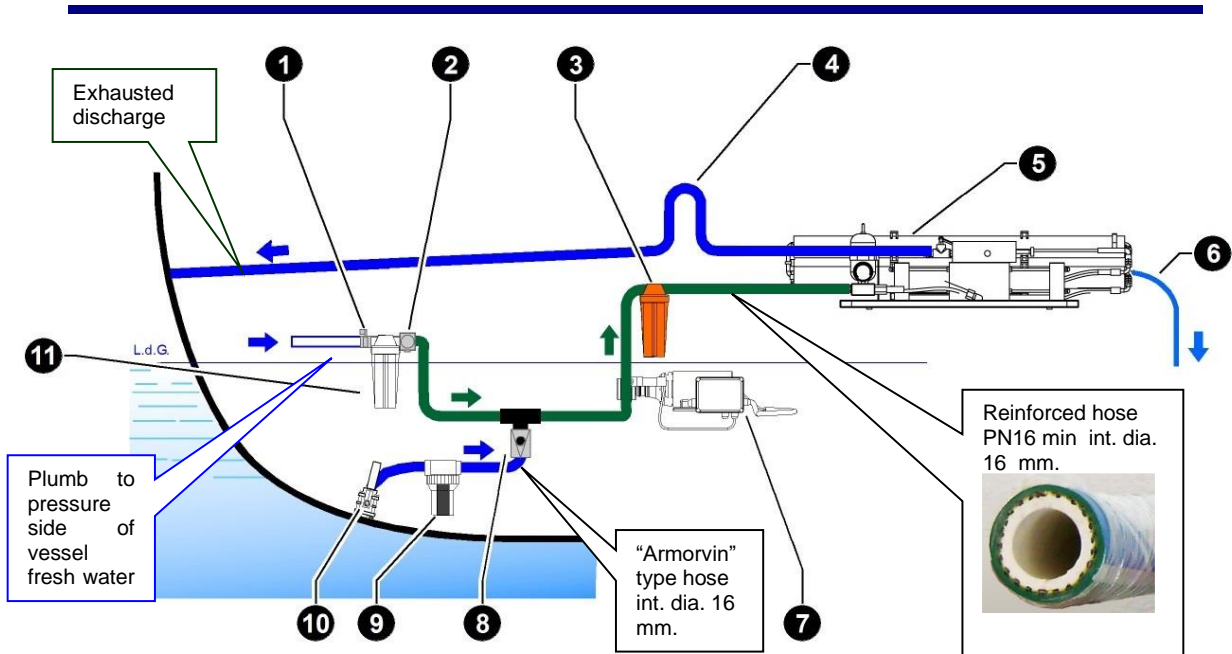 1
2
3
4
Exhausted
discharge
5
6
11
L.d.G.
Plumb to
pressure
side of
vessel
fresh water
Reinforced hose
PN16 min int. dia.
16 mm.
"Armorvin"
type hose
int. dia. 16
mm.
10
9
8
7